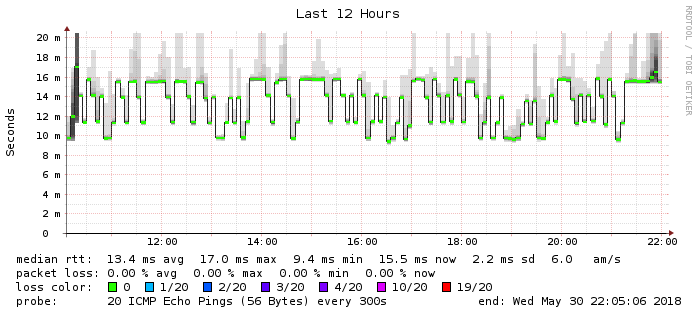 Last 12 Hours
RRDTOOL / TOBI OETIKER
Seconds
20 m
18 m
16 m
14 m
12 m
10 m
8 m
6 m
4 m
2 m
0
12:00 14:00 16:00 18:00 20:00 22:00
median rtt: 13.4 ms avg 17.0 ms max 9.4 ms min 15.5 ms now 2.2 ms sd 6.0 am/s
packet loss: 0.00 % avg 0.00 % max 0.00 % min 0.00 % now
loss color: 0 1/20 2/20 3/20 4/20 10/20 19/20
probe: 20 ICMP Echo Pings (56 Bytes) every 300s end: Wed May 30 22:05:06 2018